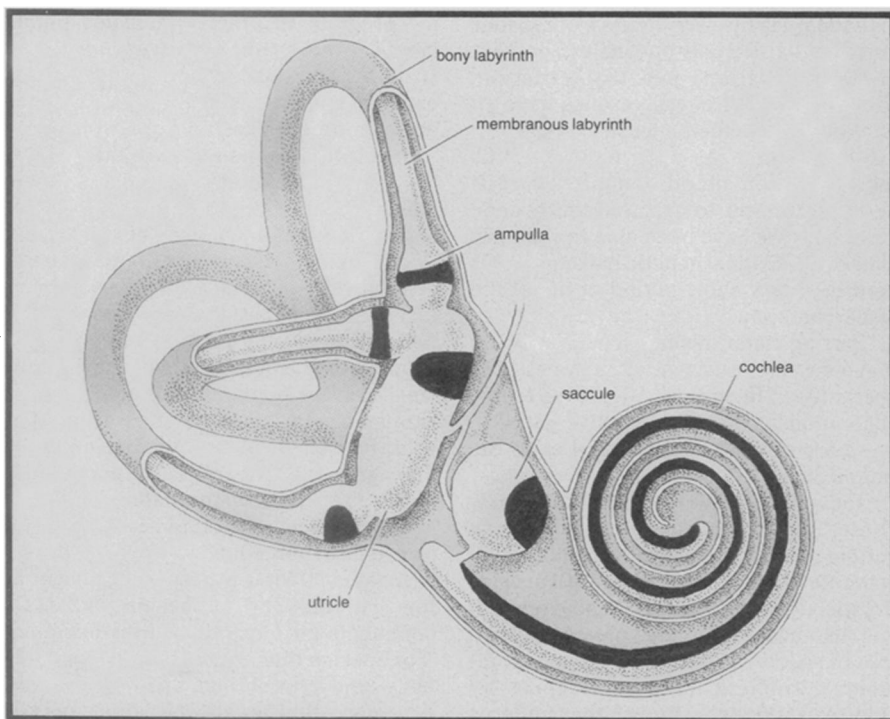 bony labyrinth
membranous labyrinth
ampulla
cochlea
saccule
utricle